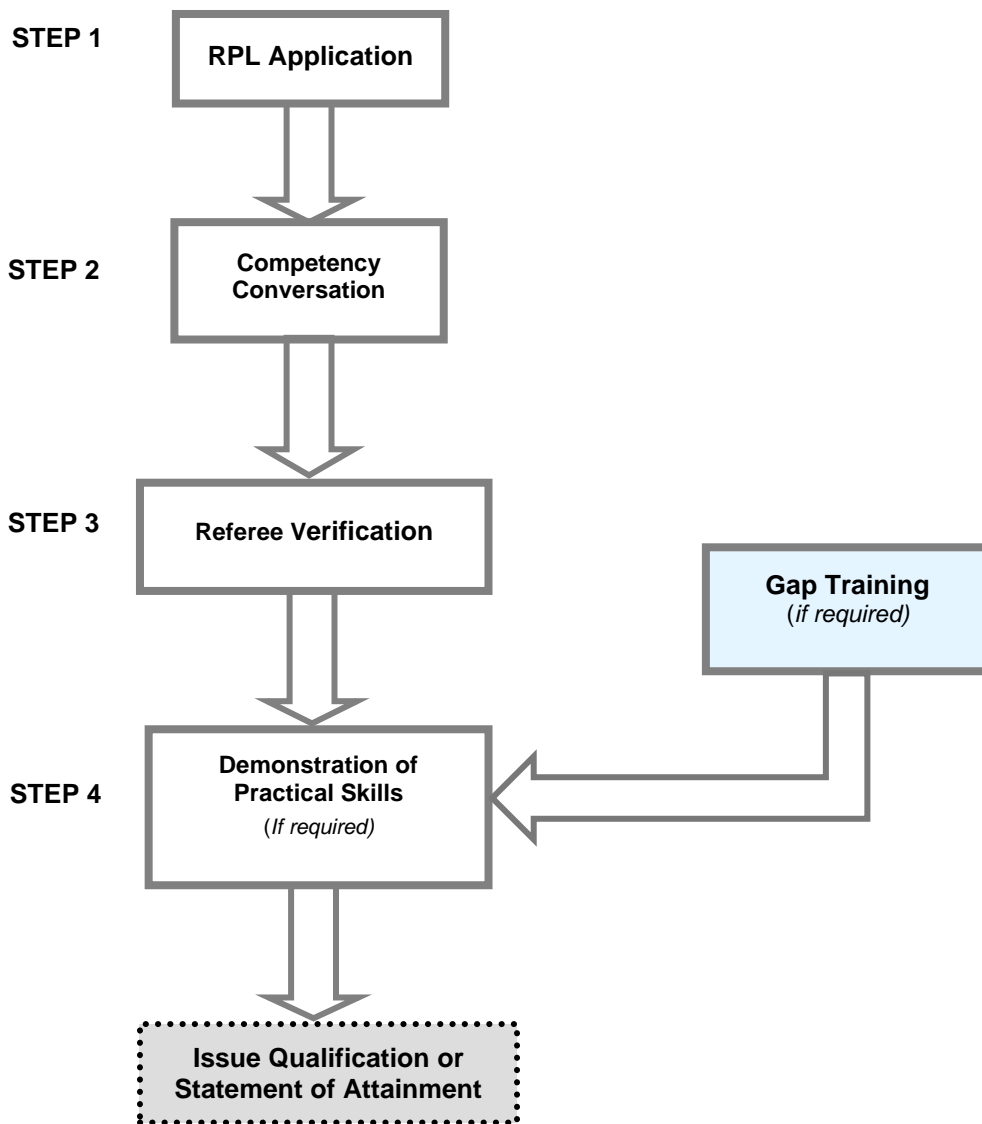 STEP 1
RPL Application
STEP 2
Competency
Conversation
STEP 3
Referee Verification
Gap Training
(if required)
STEP 4
Demonstration of
Practical Skills
(If required)
Issue Qualification or
Statement of Attainment